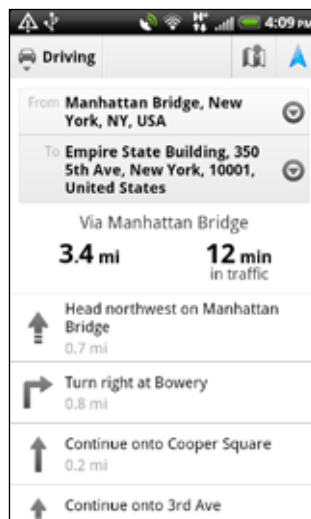 4:09 PM
Driving
From Manhattan Bridge, New
York, NY, USA
To Empire State Building, 350
5th Ave, New York, 10001,
United States
Via Manhattan Bridge
3.4 mi 12 min
in traffic
Head northwest on Manhattan
Bridge
0.7 mi
Turn right at Bowery
0.8 mi
Continue onto Cooper Square
0.2 mi
Continue onto 3rd Ave